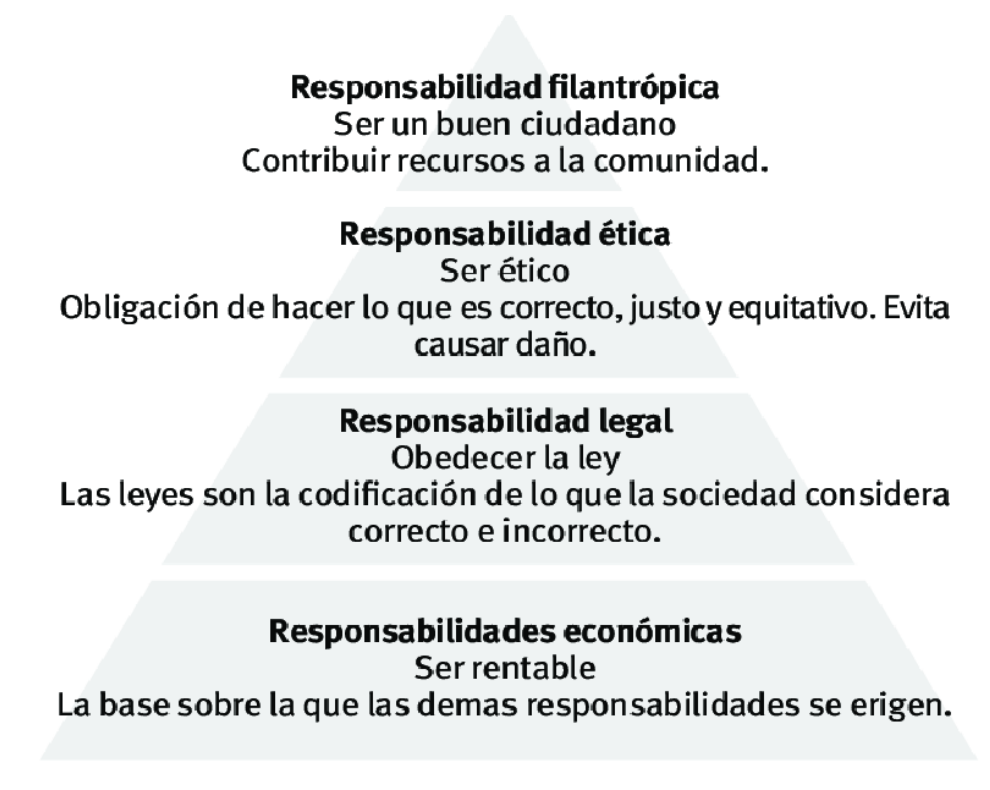 Responsabilidad filantrópica
Ser un buen ciudadano
Contribuir recursos a la comunidad.
Responsabilidad ética
Ser ético
Obligación de hacer lo que es correcto, justo y equitativo. Evita
causar daño.
Responsabilidad legal
Obedecer la ley
Las leyes son la codificación de lo que la sociedad considera
correcto e incorrecto.
Responsabilidades económicas
Ser rentable
La base sobre la que las demas responsabilidades se erigen.